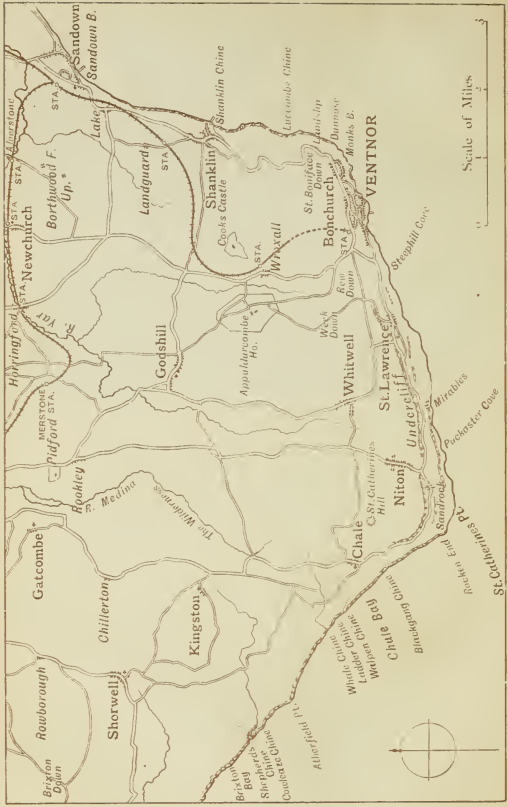 Sandown
Sandown B.
STA.
Alverstone
STA.
Lake
Borthwood F.
Up.
STA.
Newchurch
STA.
Horringford
R. Yar
MERSTONE
STA.
Pidford
Landguard
STA.
Shanklin Chine
Shanklin
Cooks Castle
Luccombe Chine
Landslip
Dunnose
Monks B.
St. Boniface
Down
Bonchurch
VENTNOR
STA.
Wroxall
STA.
Rew
Down
Week
Down
Appuldurcombe
Ho.
Godshill
Steephill Cove
St. Lawrence
Undercliff
Mirables
Puckaster Cove
Whitwell
Niton
Sandrock
St. Catherines
Hill
Chale
Rookley
R. Medina
The Wilderness
Gatcombe
Chillerton
Kingston
Shorwell
Rowborough
Brixton
Down
Rocken End
St. Catherines Pt.
Blackgang Chine
Chale Bay
Walpen Chine
Ladder Chine
Whale Chine
Atherfield Pt.
Cowleaze Chine
Shepherds
Chine
Brixton
Bay
Scale of Miles
0 1 2 3